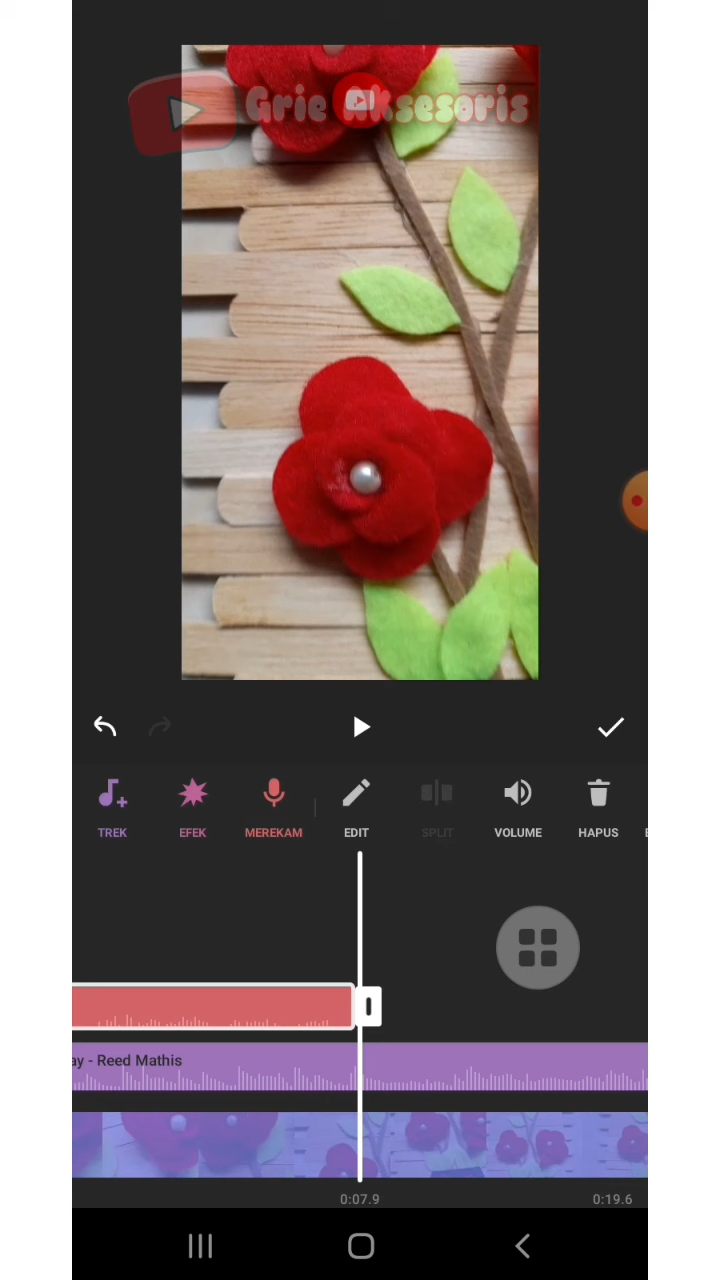 Grie Aksesoris
TREK
EFEK
MEREKAM
EDIT
SPLIT
VOLUME
HAPUS
ay - Reed Mathis
0:07.9
0:19.6